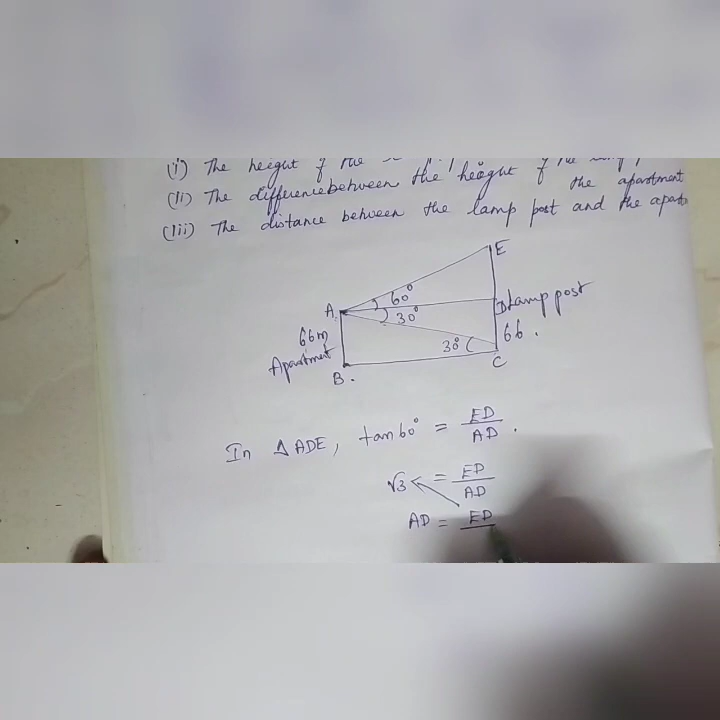 (i) The height of the
(ii) The difference between the height of the apartment
(iii) The distance between the lamp post and the apart
E
60°
A
30°
D Lamp post
66m
Apartment
30°
66.
C
B.
In ΔADE, tan60° = ED/AD.
√3 = ED/AD
AD = ED